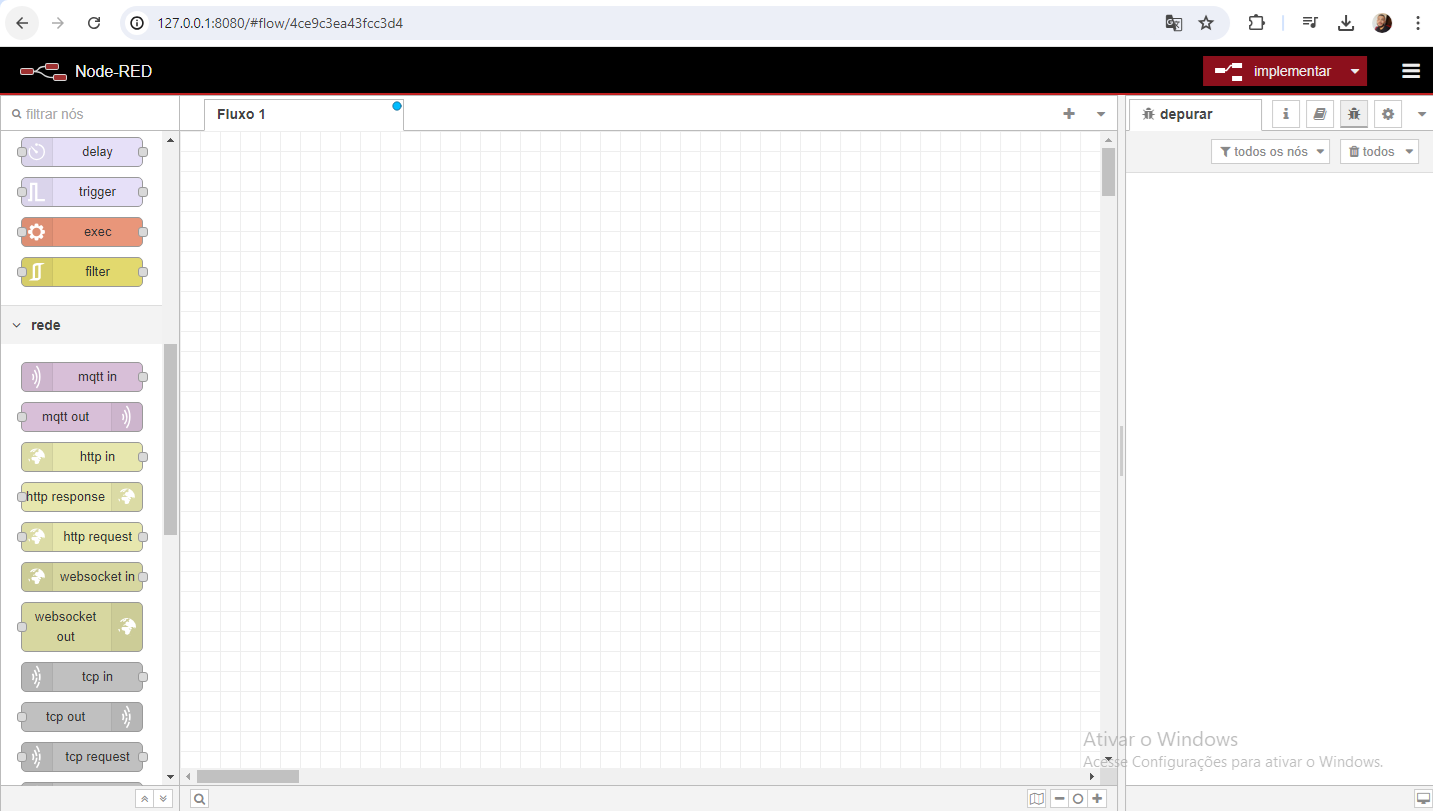 127.0.0.1:8080/#flow/4ce9c3ea43fcc3d4
Node-RED
implementar
filtrar nós
Fluxo 1
depurar
todos os nós
todos
delay
trigger
exec
filter
rede
mqtt in
mqtt out
http in
http response
http request
websocket in
websocket
out
tcp in
tcp out
tcp request
Ativar o Windows
Acesse Configurações para ativar o Windows.